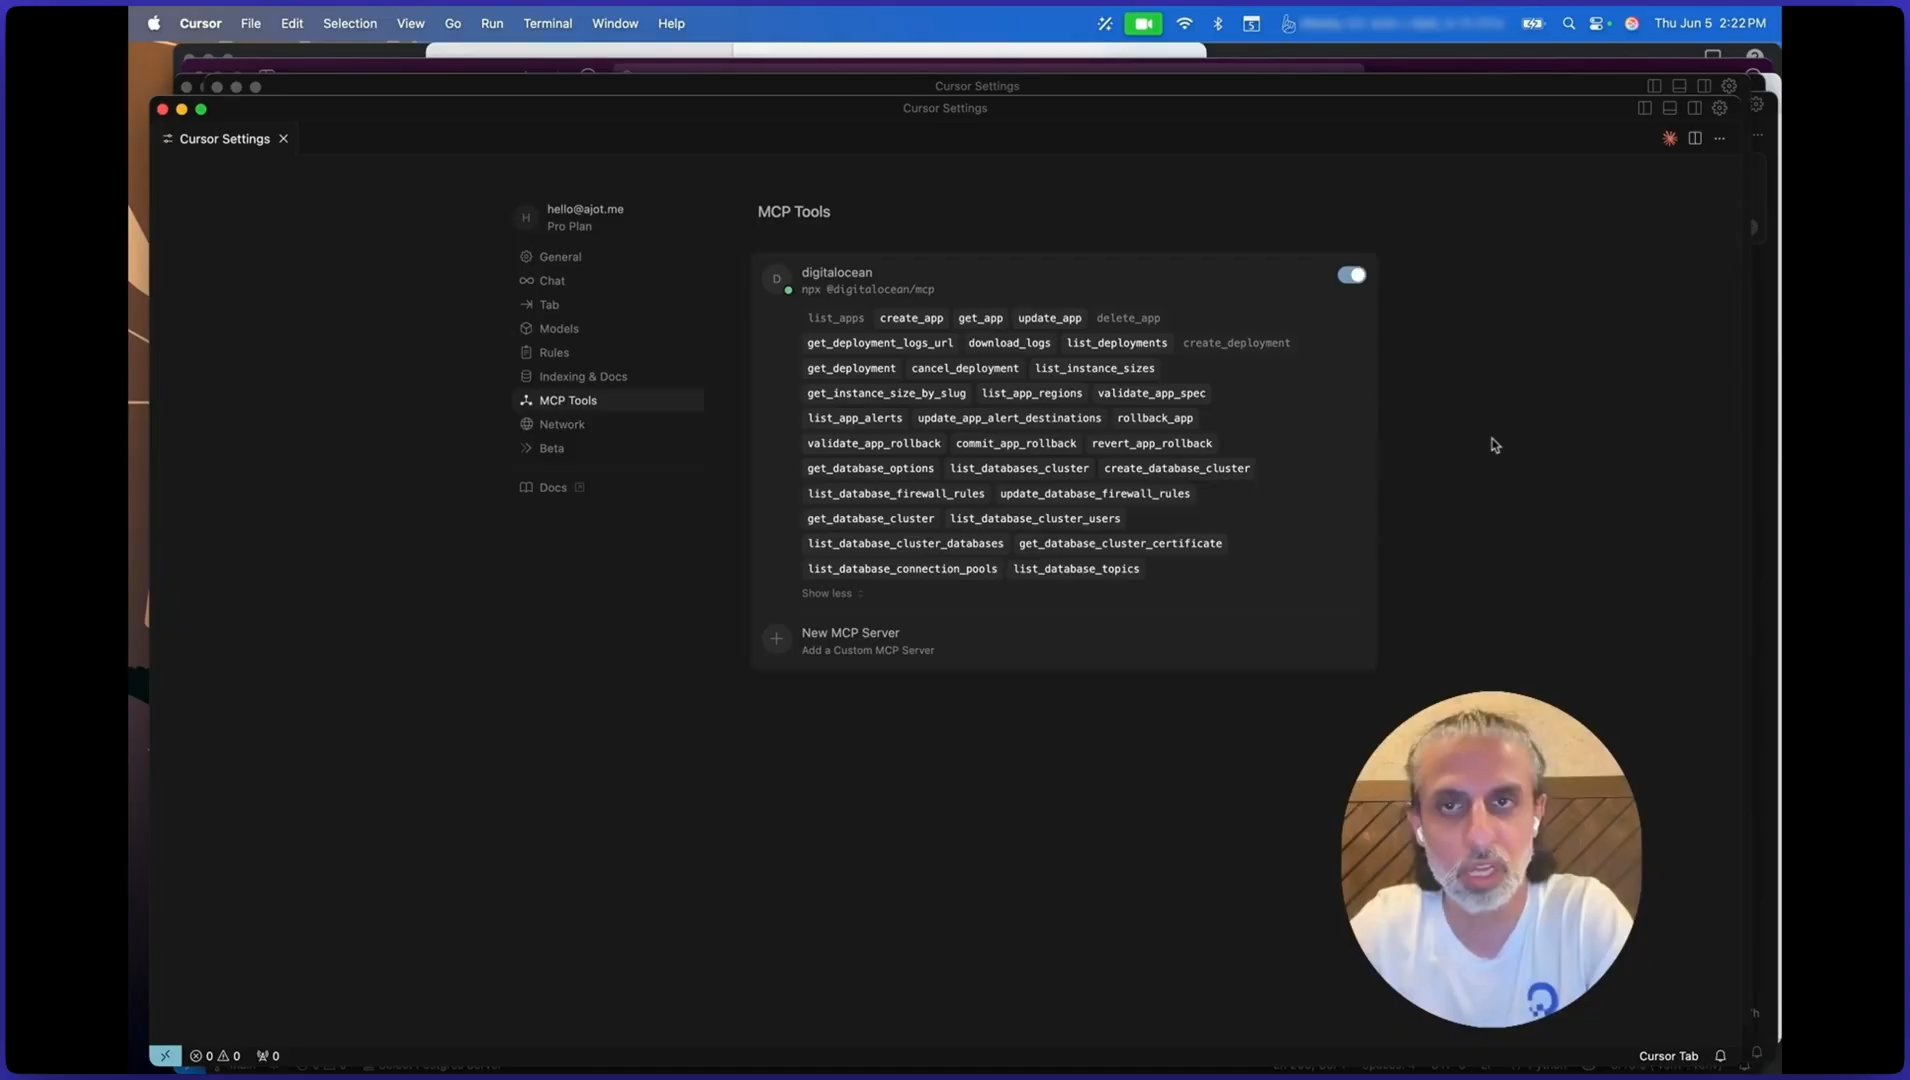 Cursor File Edit Selection View Go Run Terminal Window Help Thu Jun 5 2:22 PM
Cursor Settings
Cursor Settings
Cursor Settings
hello@ajot.me
Pro Plan
General
Chat
Tab
Models
Rules
Indexing & Docs
MCP Tools
Network
Beta
Docs
MCP Tools
D
digitalocean
npx @digitalocean/mcp
list_apps create_app get_app update_app delete_app
get_deployment_logs_url download_logs list_deployments create_deployment
get_deployment cancel_deployment list_instance_sizes
get_instance_size_by_slug list_app_regions validate_app_spec
list_app_alerts update_app_alert_destinations rollback_app
validate_app_rollback commit_app_rollback revert_app_rollback
get_database_options list_databases_cluster create_database_cluster
list_database_firewall_rules update_database_firewall_rules
get_database_cluster list_database_cluster_users
list_database_cluster_databases get_database_cluster_certificate
list_database_connection_pools list_database_topics
Show less
New MCP Server
Add a Custom MCP Server
0 0 0 Cursor Tab